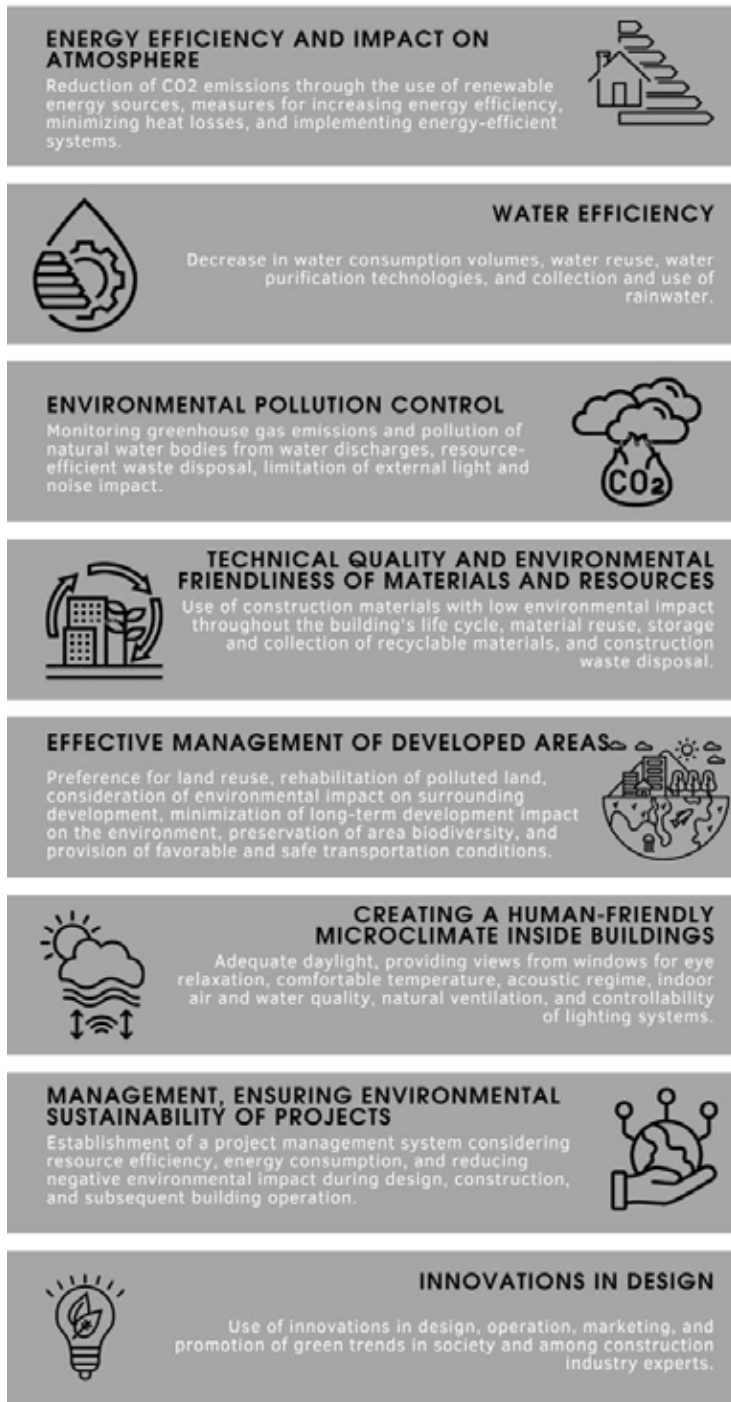 ENERGY EFFICIENCY AND IMPACT ON
ATMOSPHERE
Reduction of CO2 emissions through the use of renewable
energy sources, measures for increasing energy efficiency,
minimizing heat losses, and implementing energy-efficient
systems.
WATER EFFICIENCY
Decrease in water consumption volumes, water reuse, water
purification technologies, and collection and use of
rainwater.
ENVIRONMENTAL POLLUTION CONTROL
Monitoring greenhouse gas emissions and pollution of
natural water bodies from water discharges, resource-
efficient waste disposal, limitation of external light and
noise impact.
CO2
TECHNICAL QUALITY AND ENVIRONMENTAL
FRIENDLINESS OF MATERIALS AND RESOURCES
Use of construction materials with low environmental impact
throughout the building's life cycle, material reuse, storage
and collection of recyclable materials, and construction
waste disposal.
EFFECTIVE MANAGEMENT OF DEVELOPED AREAS
Preference for land reuse, rehabilitation of polluted land,
consideration of environmental impact on surrounding
development, minimization of long-term development impact
on the environment, preservation of area biodiversity, and
provision of favorable and safe transportation conditions.
CREATING A HUMAN-FRIENDLY
MICROCLIMATE INSIDE BUILDINGS
Adequate daylight, providing views from windows for eye
relaxation, comfortable temperature, acoustic regime, indoor
air and water quality, natural ventilation, and controllability
of lighting systems.
MANAGEMENT, ENSURING ENVIRONMENTAL
SUSTAINABILITY OF PROJECTS
Establishment of a project management system considering
resource efficiency, energy consumption, and reducing
negative environmental impact during design, construction,
and subsequent building operation.
INNOVATIONS IN DESIGN
Use of innovations in design, operation, marketing, and
promotion of green trends in society and among construction
industry experts.